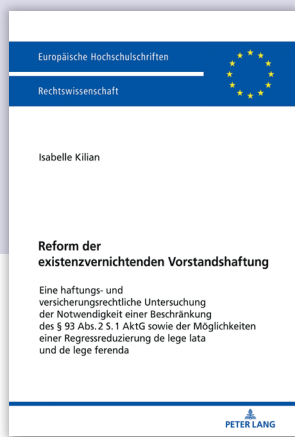 Europäische Hochschulschriften
Rechtswissenschaft
Isabelle Kilian
Reform der
existenzvernichtenden Vorstandshaftung
Eine haftungs- und
versicherungsrechtliche Untersuchung
der Notwendigkeit einer Beschränkung
des § 93 Abs. 2 S. 1 AktG sowie der Möglichkeiten
einer Regressreduzierung de lege lata
und de lege ferenda
PETER LANG